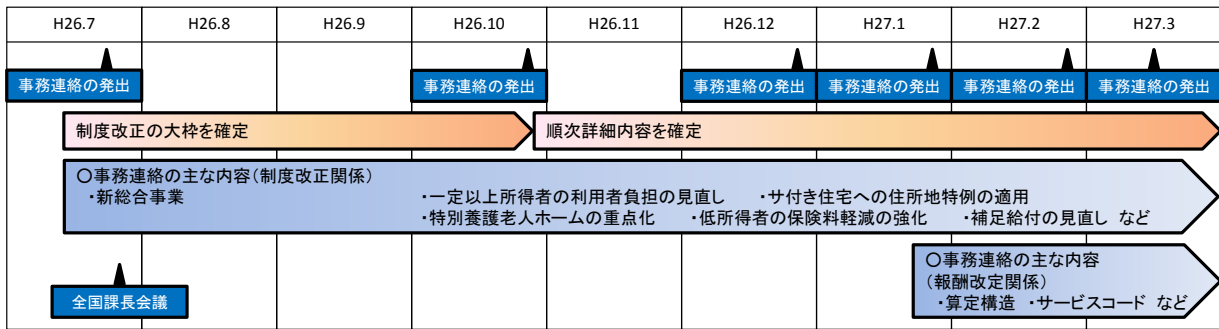 H26.7 H26.8 H26.9 H26.10 H26.11 H26.12 H27.1 H27.2 H27.3
事務連絡の発出 事務連絡の発出 事務連絡の発出 事務連絡の発出 事務連絡の発出 事務連絡の発出
制度改正の大枠を確定 順次詳細内容を確定
○事務連絡の主な内容（制度改正関係）
・新総合事業 ・一定以上所得者の利用者負担の見直し ・サ付き住宅への住所地特例の適用
・特別養護老人ホームの重点化 ・低所得者の保険料軽減の強化 ・補足給付の見直し など
○事務連絡の主な内容
（報酬改定関係）
・算定構造 ・サービスコード など
全国課長会議